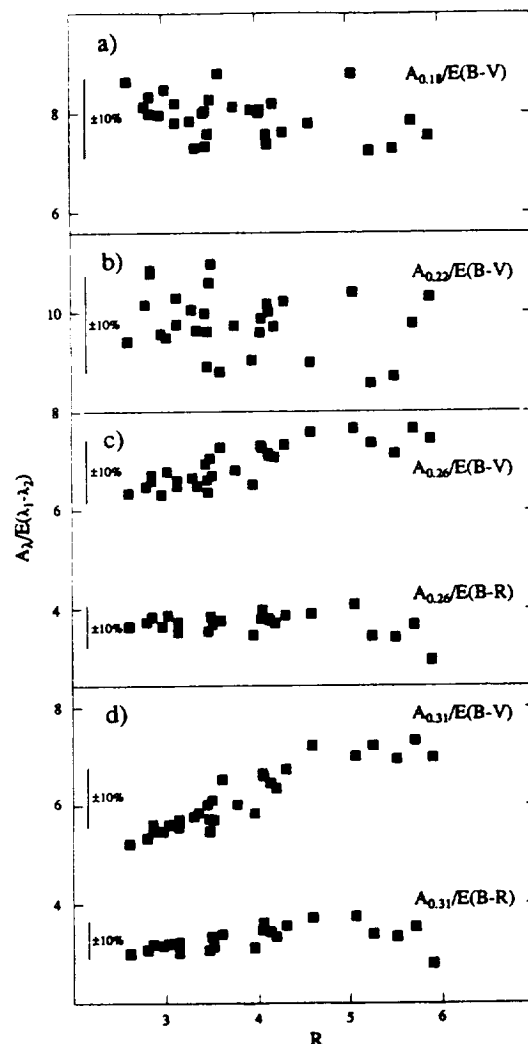 a)
A0.18/E(B-V)
8
±10%
6
b)
A0.22/E(B-V)
10
±10%
8
c)
±10%
A0.26/E(B-V)
6
Aλ/E(λ1-λ2)
A0.26/E(B-R)
4
±10%
8
d)
A0.31/E(B-V)
±10%
6
A0.31/E(B-R)
4
±10%
3
4
5
6
R